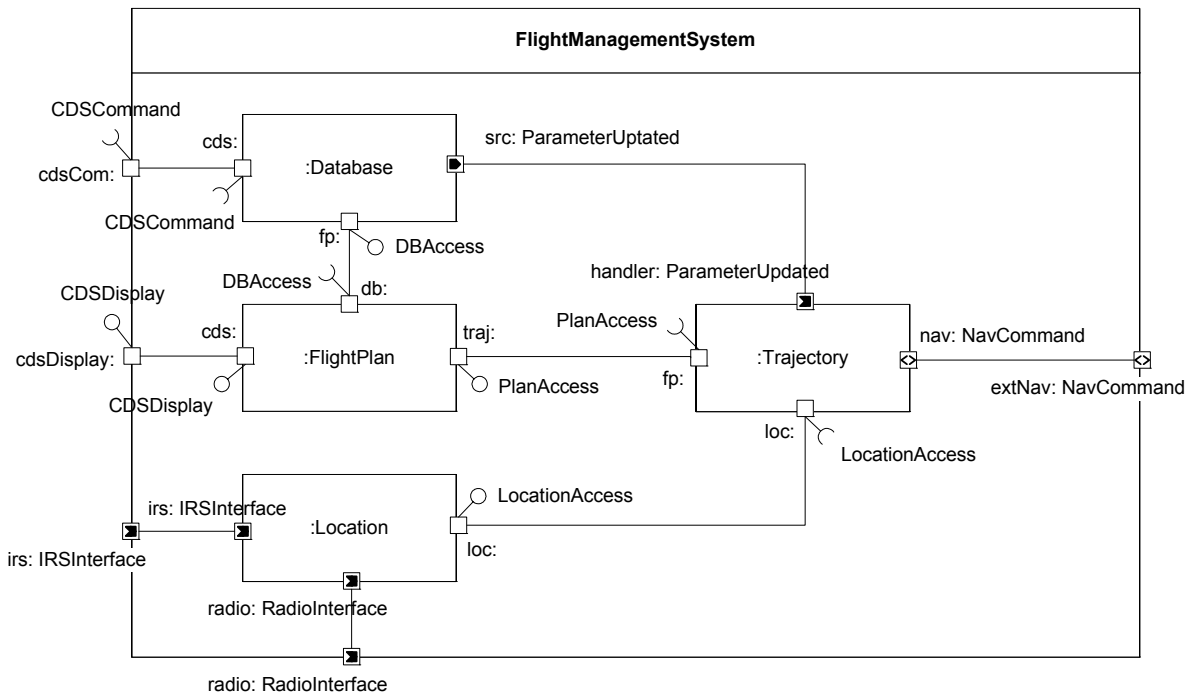 FlightManagementSystem
CDSCommand
cds:
src: ParameterUptated
:Database
cdsCom:
CDSCommand
fp:
DBAccess
handler: ParameterUpdated
DBAccess
db:
CDSDisplay
PlanAccess
cds:
traj:
nav: NavCommand
cdsDisplay:
:FlightPlan
:Trajectory
fp:
PlanAccess
extNav: NavCommand
CDSDisplay
loc:
LocationAccess
LocationAccess
irs: IRSInterface
:Location
loc:
irs: IRSInterface
radio: RadioInterface
radio: RadioInterface